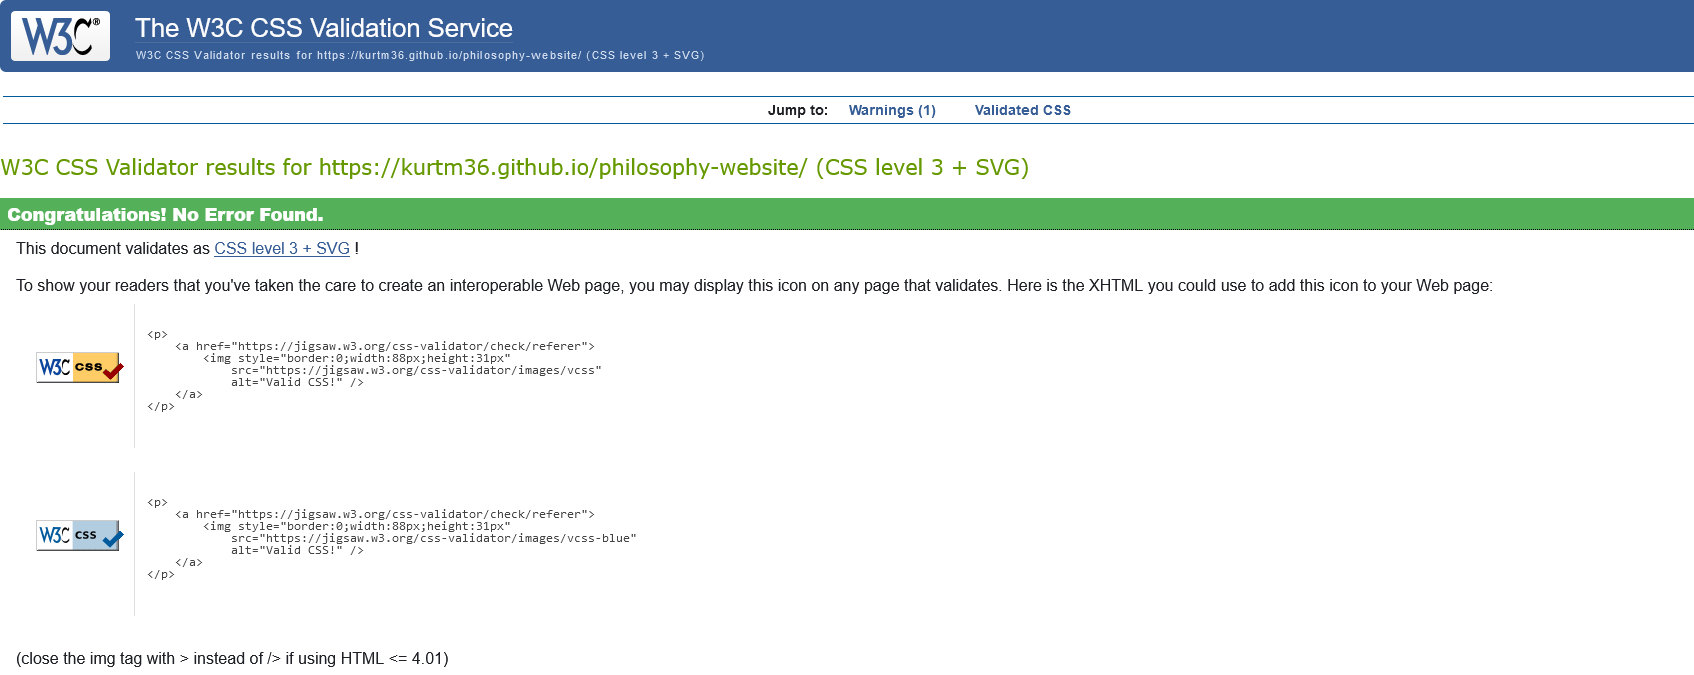 W3C®
The W3C CSS Validation Service
W3C CSS Validator results for https://kurtm36.github.io/philosophy-website/ (CSS level 3 + SVG)
Jump to: Warnings (1) Validated CSS
W3C CSS Validator results for https://kurtm36.github.io/philosophy-website/ (CSS level 3 + SVG)
Congratulations! No Error Found.
This document validates as CSS level 3 + SVG !
To show your readers that you've taken the care to create an interoperable Web page, you may display this icon on any page that validates. Here is the XHTML you could use to add this icon to your Web page:
W3C css
<p>
    <a href="https://jigsaw.w3.org/css-validator/check/referer">
        <img style="border:0;width:88px;height:31px"
            src="https://jigsaw.w3.org/css-validator/images/vcss"
            alt="Valid CSS!" />
    </a>
</p>
W3C css
<p>
    <a href="https://jigsaw.w3.org/css-validator/check/referer">
        <img style="border:0;width:88px;height:31px"
            src="https://jigsaw.w3.org/css-validator/images/vcss-blue"
            alt="Valid CSS!" />
    </a>
</p>
(close the img tag with > instead of /> if using HTML <= 4.01)